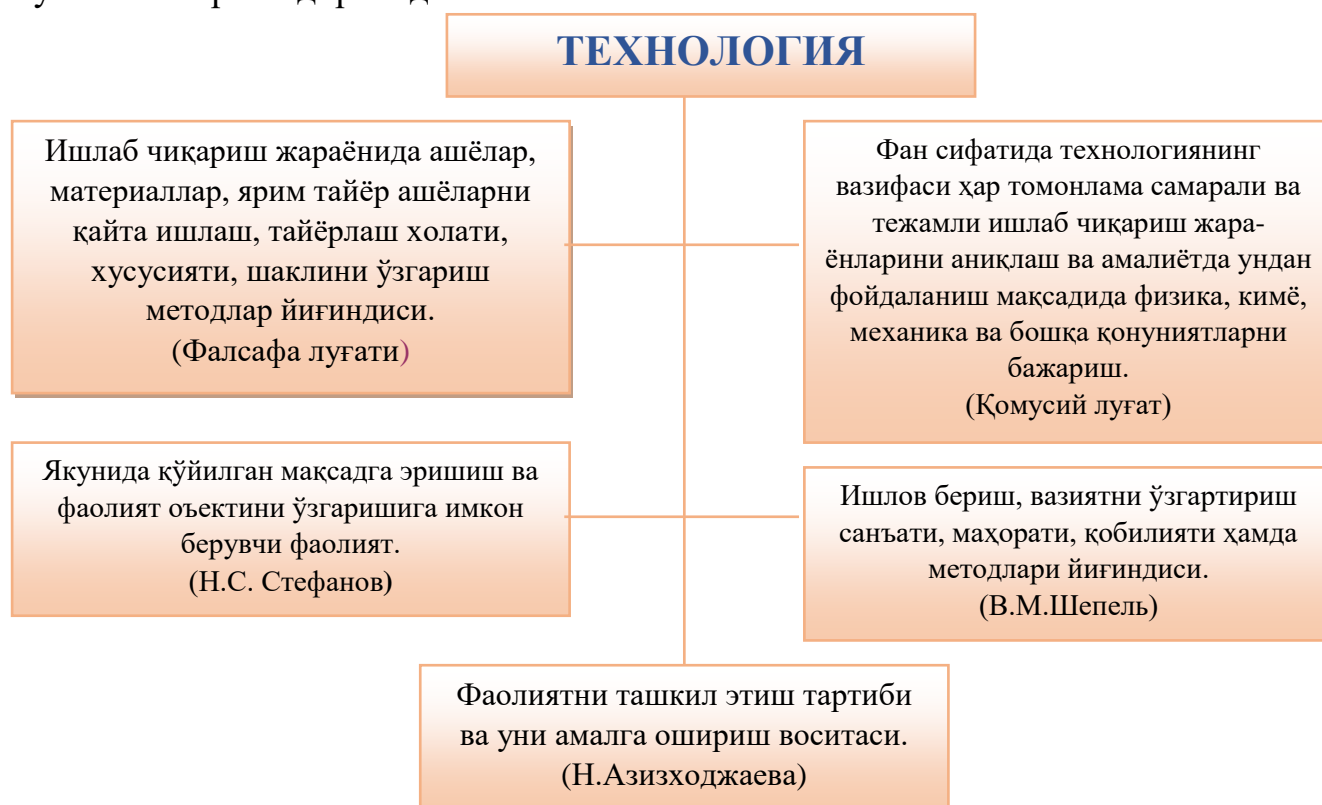 ТЕХНОЛОГИЯ
Ишлаб чиқариш жараёнида ашёлар,
материаллар, ярим тайёр ашёларни
қайта ишлаш, тайёрлаш холати,
хусусияти, шаклини ўзгариш
методлар йиғиндиси.
(Фалсафа луғати)
Фан сифатида технологиянинг
вазифаси ҳар томонлама самарали ва
тежамли ишлаб чиқариш жара-
ёнларини аниқлаш ва амалиётда ундан
фойдаланиш мақсадида физика, кимё,
механика ва бошқа қонуниятларни
бажариш.
(Қомусий луғат)
Якунида қўйилган мақсадга эришиш ва
фаолият оъектини ўзгаришига имкон
берувчи фаолият.
(Н.С. Стефанов)
Ишлов бериш, вазиятни ўзгартириш
санъати, маҳорати, қобилияти ҳамда
методлари йиғиндиси.
(В.М.Шепель)
Фаолиятни ташкил этиш тартиби
ва уни амалга ошириш воситаси.
(Н.Азизходжаева)